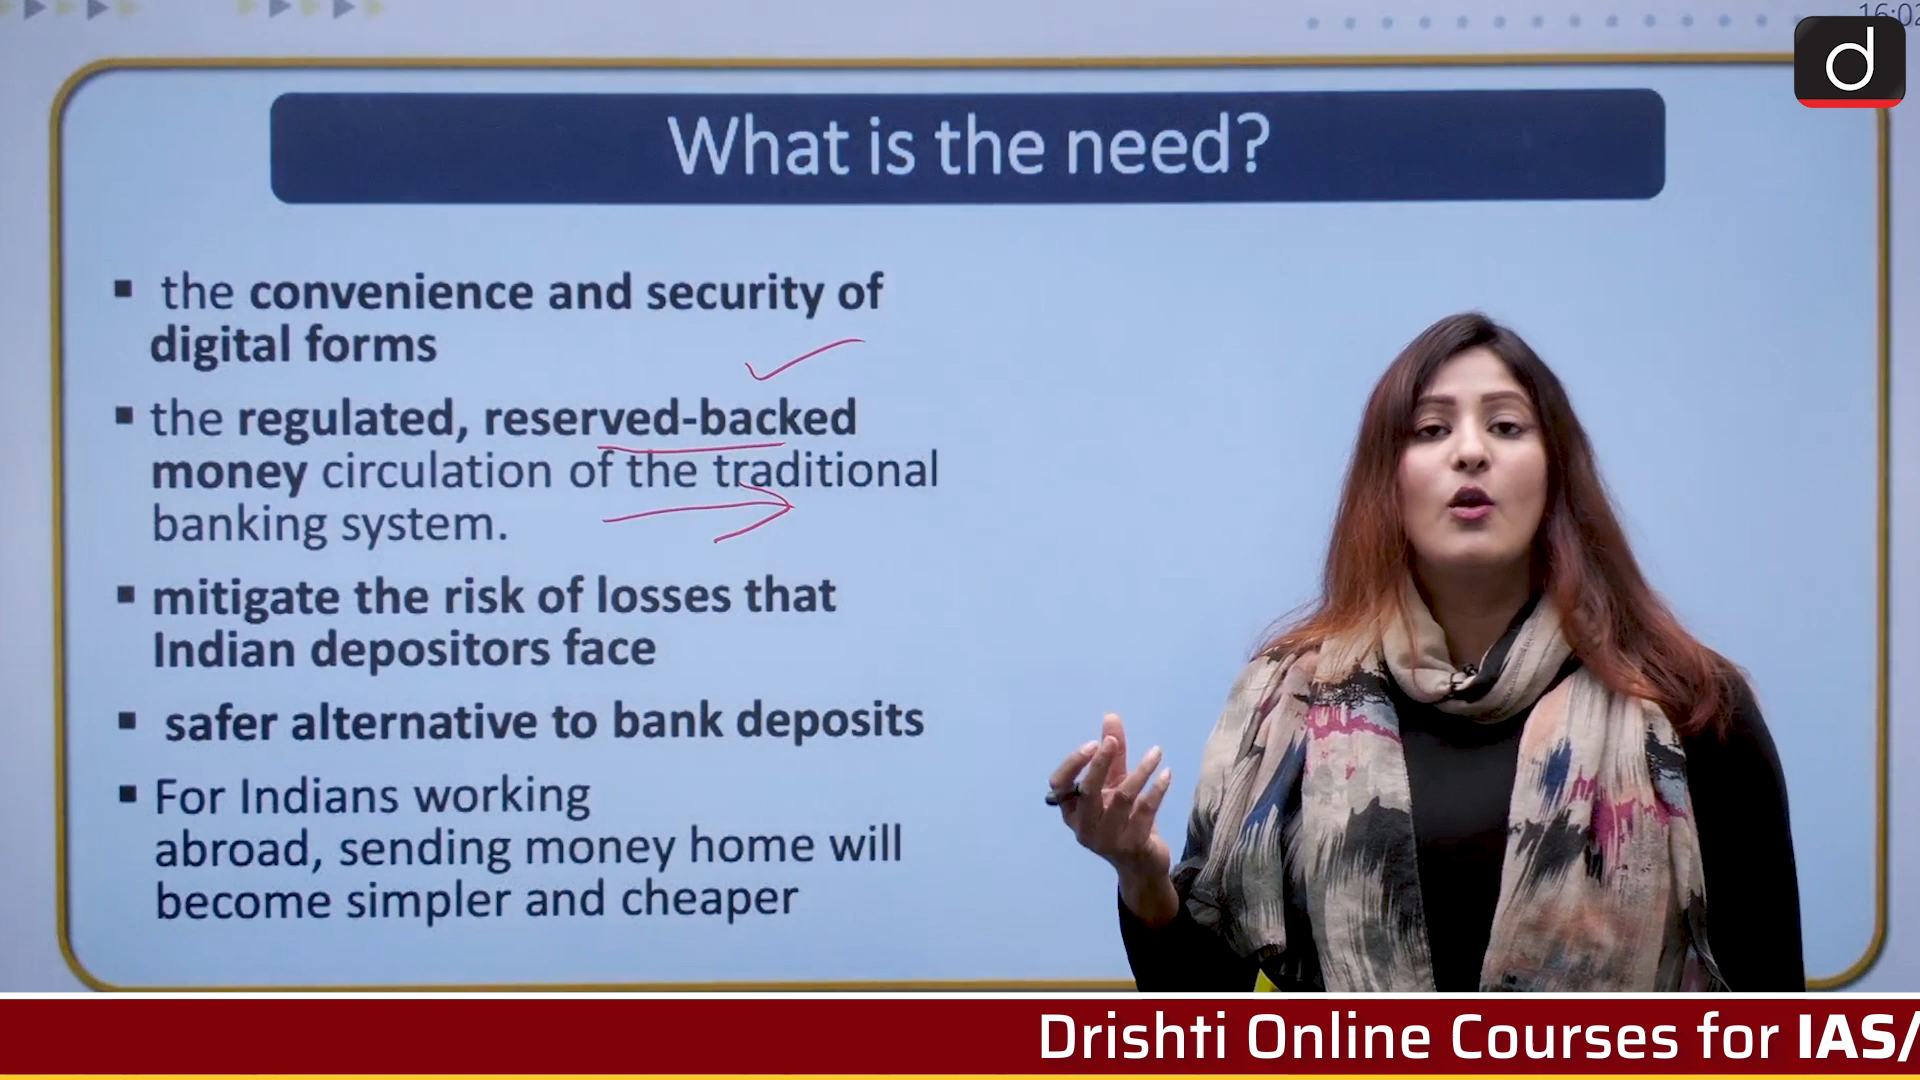 16:02
d
What is the need?
▪ the convenience and security of
digital forms
▪ the regulated, reserved-backed
money circulation of the traditional
banking system.
▪ mitigate the risk of losses that
Indian depositors face
▪ safer alternative to bank deposits
▪ For Indians working
abroad, sending money home will
become simpler and cheaper
Drishti Online Courses for IAS/